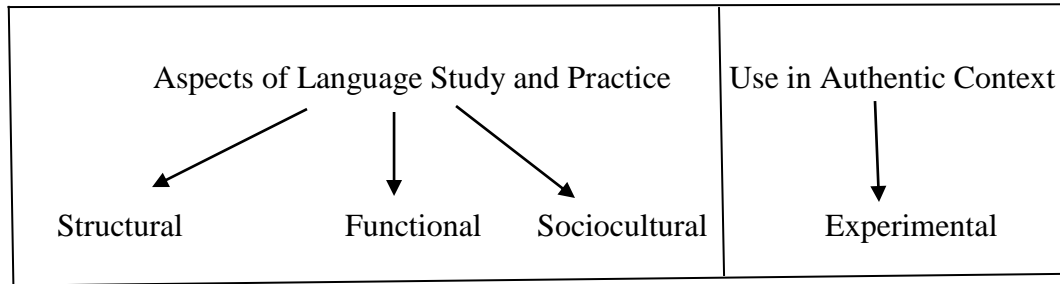 Aspects of Language Study and Practice
Use in Authentic Context
Structural
Functional
Sociocultural
Experimental